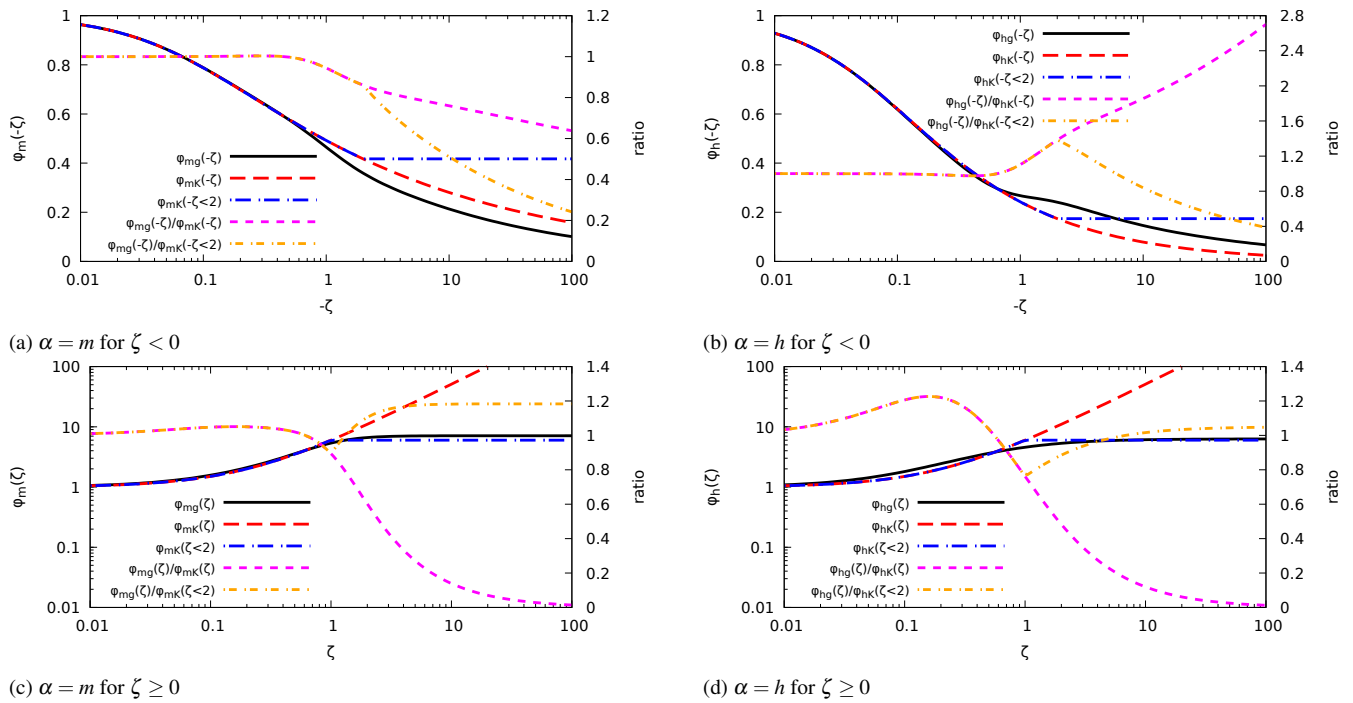 1
0.8
0.6
0.4
0.2
0
1.2
1
0.8
0.6
0.4
0.2
0
0.01 0.1 1 10 100
φm(-ζ)
ratio
-ζ
φmg(-ζ)
φmK(-ζ)
φmK(-ζ<2)
φmg(-ζ)/φmK(-ζ)
φmg(-ζ)/φmK(-ζ<2)
(a) α = m for ζ < 0
1
0.8
0.6
0.4
0.2
0
2.8
2.4
2
1.6
1.2
0.8
0.4
0
0.01 0.1 1 10 100
φh(-ζ)
ratio
-ζ
φhg(-ζ)
φhK(-ζ)
φhK(-ζ<2)
φhg(-ζ)/φhK(-ζ)
φhg(-ζ)/φhK(-ζ<2)
(b) α = h for ζ < 0
100
10
1
0.1
0.01
1.4
1.2
1
0.8
0.6
0.4
0.2
0
0.01 0.1 1 10 100
φm(ζ)
ratio
ζ
φmg(ζ)
φmK(ζ)
φmK(ζ<2)
φmg(ζ)/φmK(ζ)
φmg(ζ)/φmK(ζ<2)
(c) α = m for ζ ≥ 0
100
10
1
0.1
0.01
1.4
1.2
1
0.8
0.6
0.4
0.2
0
0.01 0.1 1 10 100
φh(ζ)
ratio
ζ
φhg(ζ)
φhK(ζ)
φhK(ζ<2)
φhg(ζ)/φhK(ζ)
φhg(ζ)/φhK(ζ<2)
(d) α = h for ζ ≥ 0